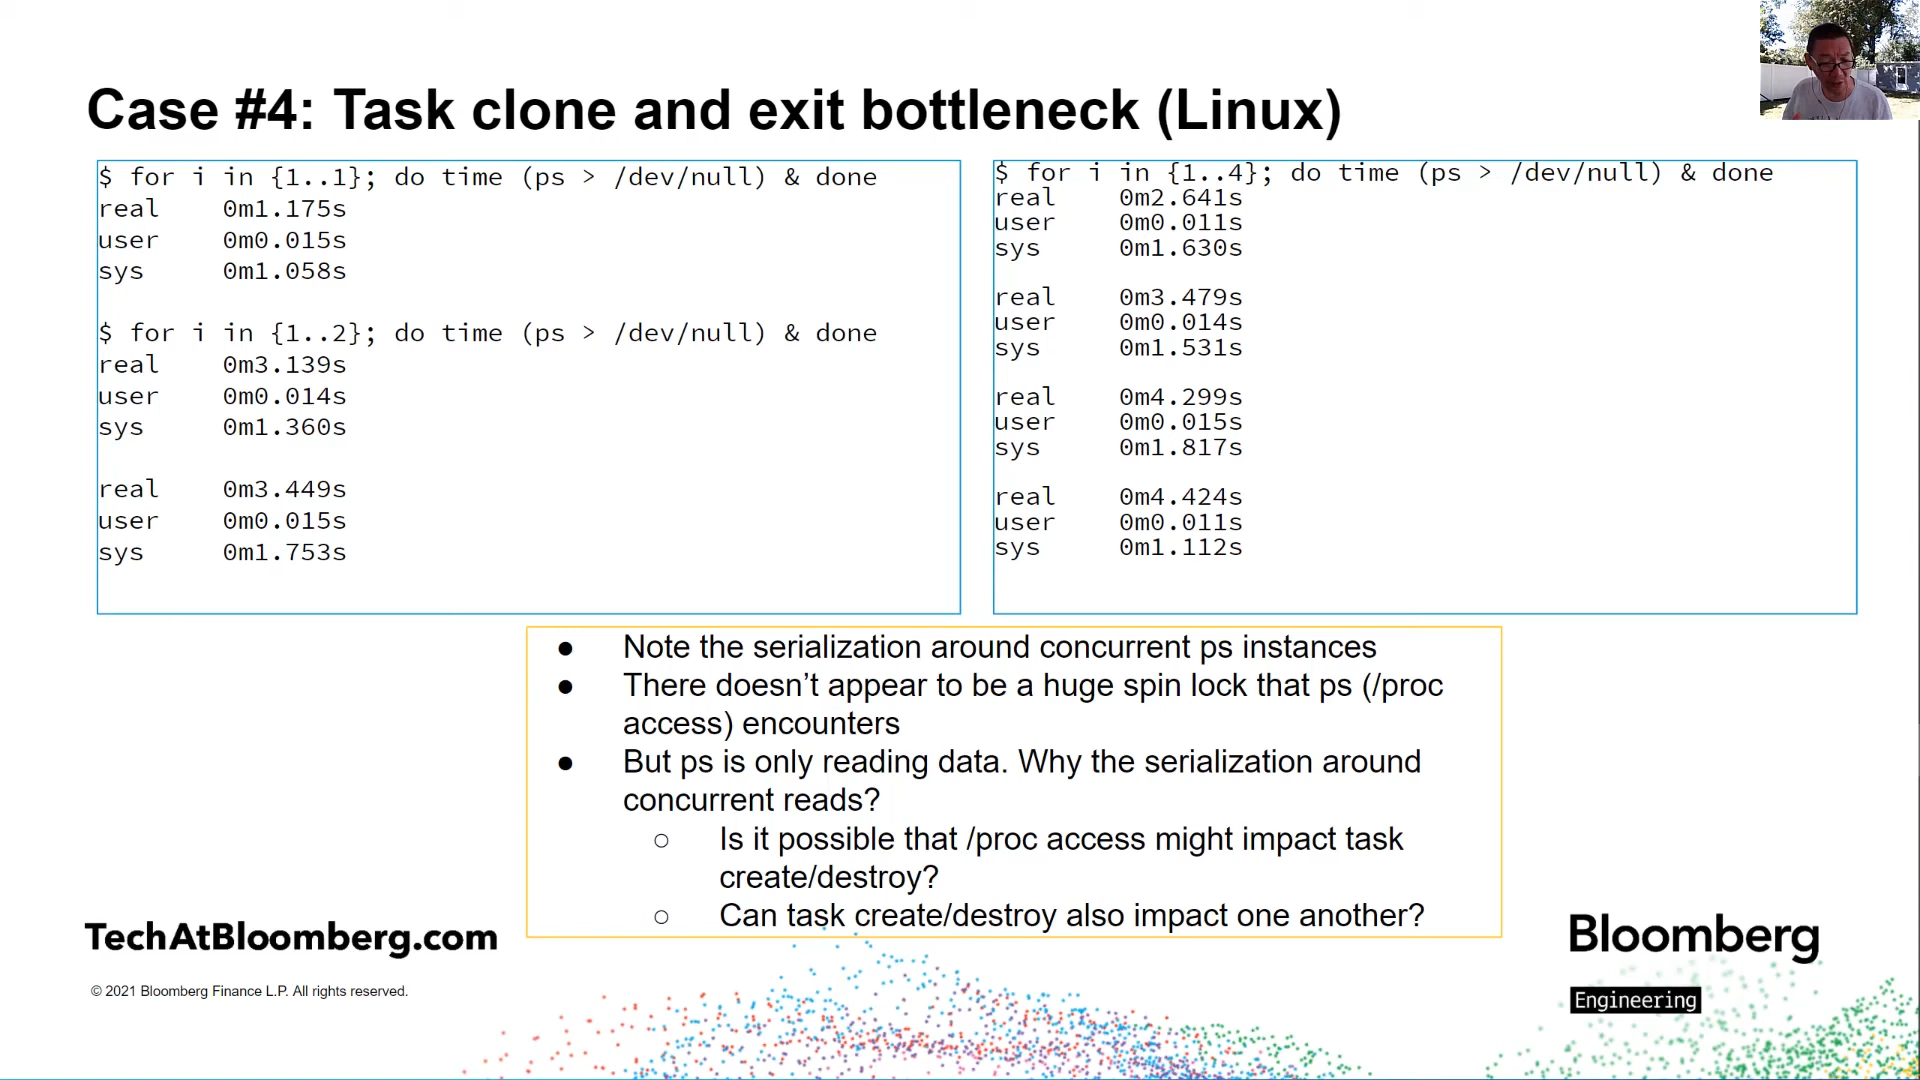 Case #4: Task clone and exit bottleneck (Linux)
$ for i in {1..1}; do time (ps > /dev/null) & done
real 0m1.175s
user 0m0.015s
sys 0m1.058s
$ for i in {1..2}; do time (ps > /dev/null) & done
real 0m3.139s
user 0m0.014s
sys 0m1.360s
real 0m3.449s
user 0m0.015s
sys 0m1.753s
$ for i in {1..4}; do time (ps > /dev/null) & done
real 0m2.641s
user 0m0.011s
sys 0m1.630s
real 0m3.479s
user 0m0.014s
sys 0m1.531s
real 0m4.299s
user 0m0.015s
sys 0m1.817s
real 0m4.424s
user 0m0.011s
sys 0m1.112s
● Note the serialization around concurrent ps instances
● There doesn’t appear to be a huge spin lock that ps (/proc
access) encounters
● But ps is only reading data. Why the serialization around
concurrent reads?
○ Is it possible that /proc access might impact task
create/destroy?
○ Can task create/destroy also impact one another?
TechAtBloomberg.com
© 2021 Bloomberg Finance L.P. All rights reserved.
Bloomberg
Engineering